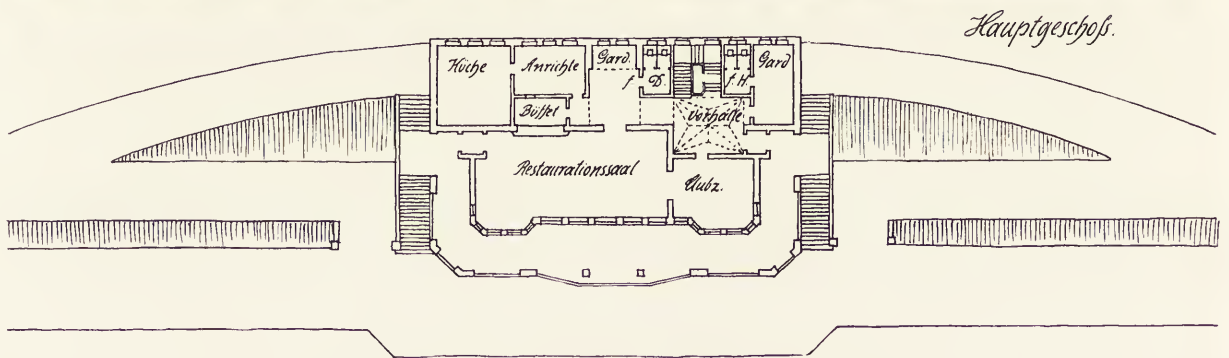 Hauptgeschoſs.
Küche
Anrichte
Gard.
f. D.
f. H.
Gard
Büffet
Vorhalle
Restaurationssaal
Clubz.